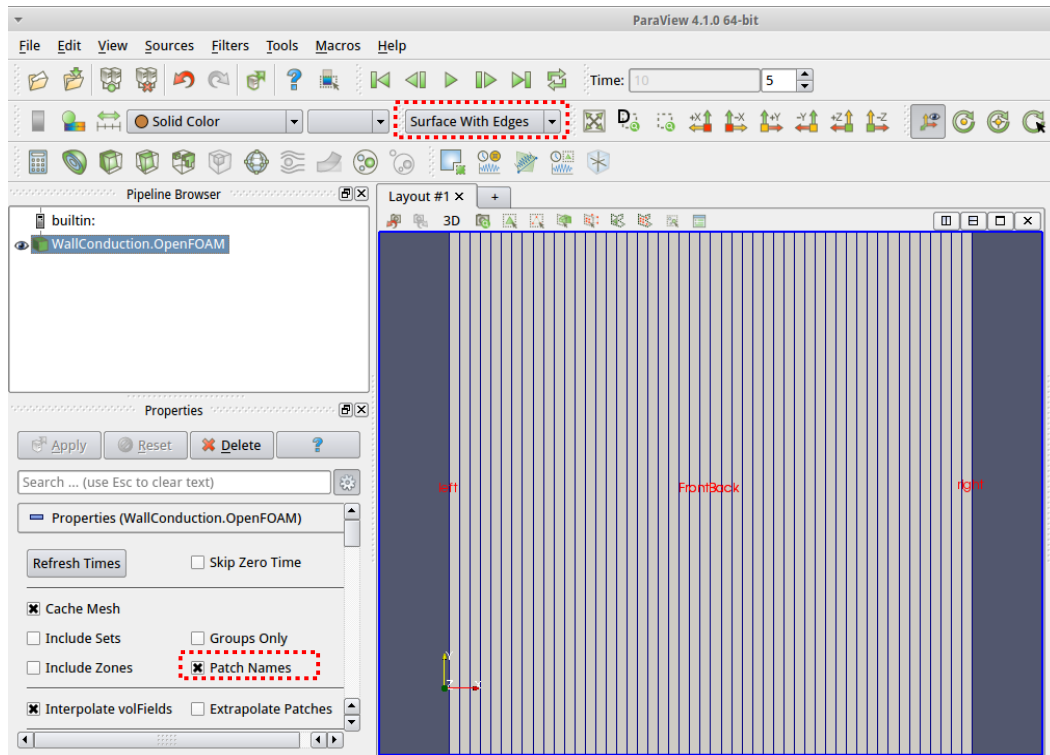 ParaView 4.1.0 64-bit
File Edit View Sources Filters Tools Macros Help
Time: 10 5
Solid Color Surface With Edges +X -X +Y -Y +Z -Z
Pipeline Browser
Layout #1
builtin:
3D
WallConduction.OpenFOAM
Properties
Apply Reset Delete ?
Search ... (use Esc to clear text)
left FrontBack right
Properties (WallConduction.OpenFOAM)
Refresh Times Skip Zero Time
Cache Mesh
Include Sets Groups Only
Include Zones Patch Names
Y
Z X
Interpolate volFields Extrapolate Patches